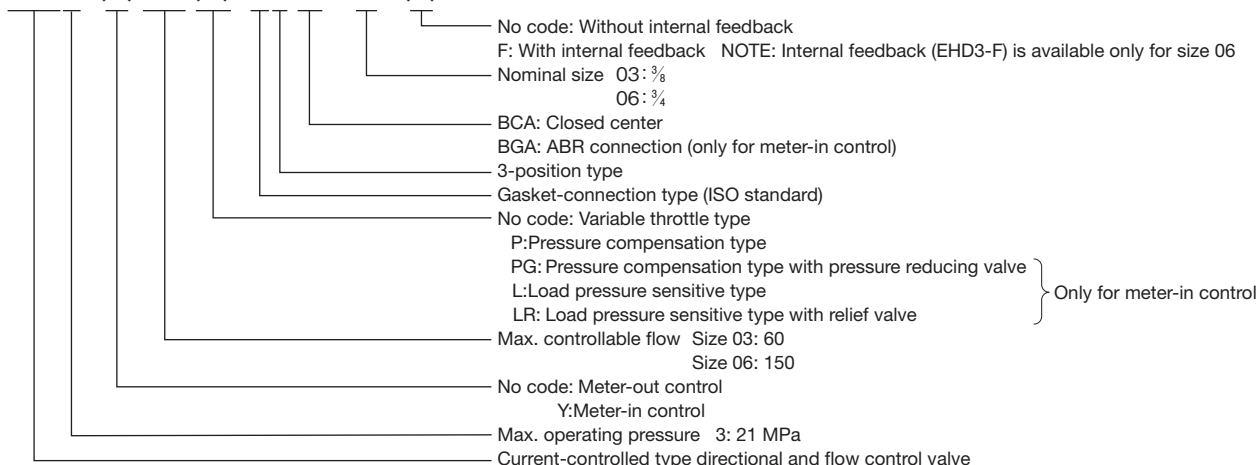 No code: Without internal feedback
F: With internal feedback NOTE: Internal feedback (EHD3-F) is available only for size 06
Nominal size 03: 3⁄8
06: 3⁄4
BCA: Closed center
BGA: ABR connection (only for meter-in control)
3-position type
Gasket-connection type (ISO standard)
No code: Variable throttle type
P:Pressure compensation type
PG: Pressure compensation type with pressure reducing valve
L:Load pressure sensitive type
Only for meter-in control
LR: Load pressure sensitive type with relief valve
Max. controllable flow Size 03: 60
Size 06: 150
No code: Meter-out control
Y:Meter-in control
Max. operating pressure 3: 21 MPa
Current-controlled type directional and flow control valve